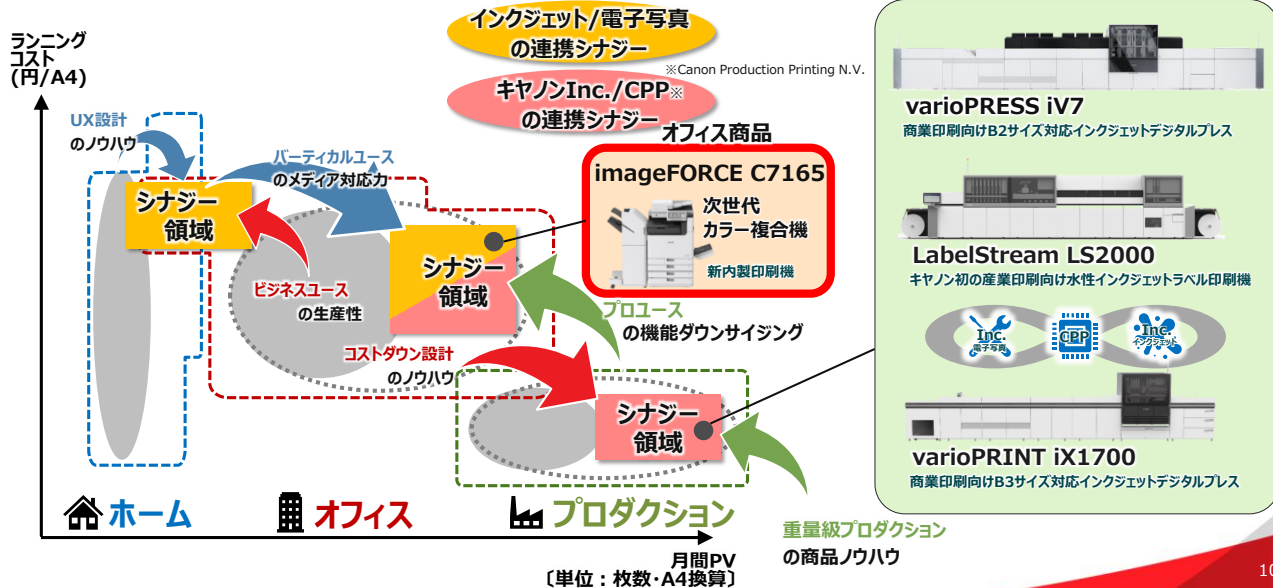 インクジェット/電子写真
の連携シナジー
※Canon Production Printing N.V.
キヤノンInc./CPP※
の連携シナジー
ランニング
コスト
(円/A4)
UX設計
のノウハウ
バーティカルユース
のメディア対応力
シナジー
領域
ビジネスユース
の生産性
シナジー
領域
オフィス商品
imageFORCE C7165
次世代
カラー複合機
新内製印刷機
プロユース
の機能ダウンサイジング
コストダウン設計
のノウハウ
シナジー
領域
ホーム
オフィス
プロダクション
重量級プロダクション
の商品ノウハウ
月間PV
〔単位：枚数・A4換算〕
varioPRESS iV7
商業印刷向けB2サイズ対応インクジェットデジタルプレス
LabelStream LS2000
キヤノン初の産業印刷向け水性インクジェットラベル印刷機
Inc.
電子写真
CPP
Inc.
インクジェット
varioPRINT iX1700
商業印刷向けB3サイズ対応インクジェットデジタルプレス
10